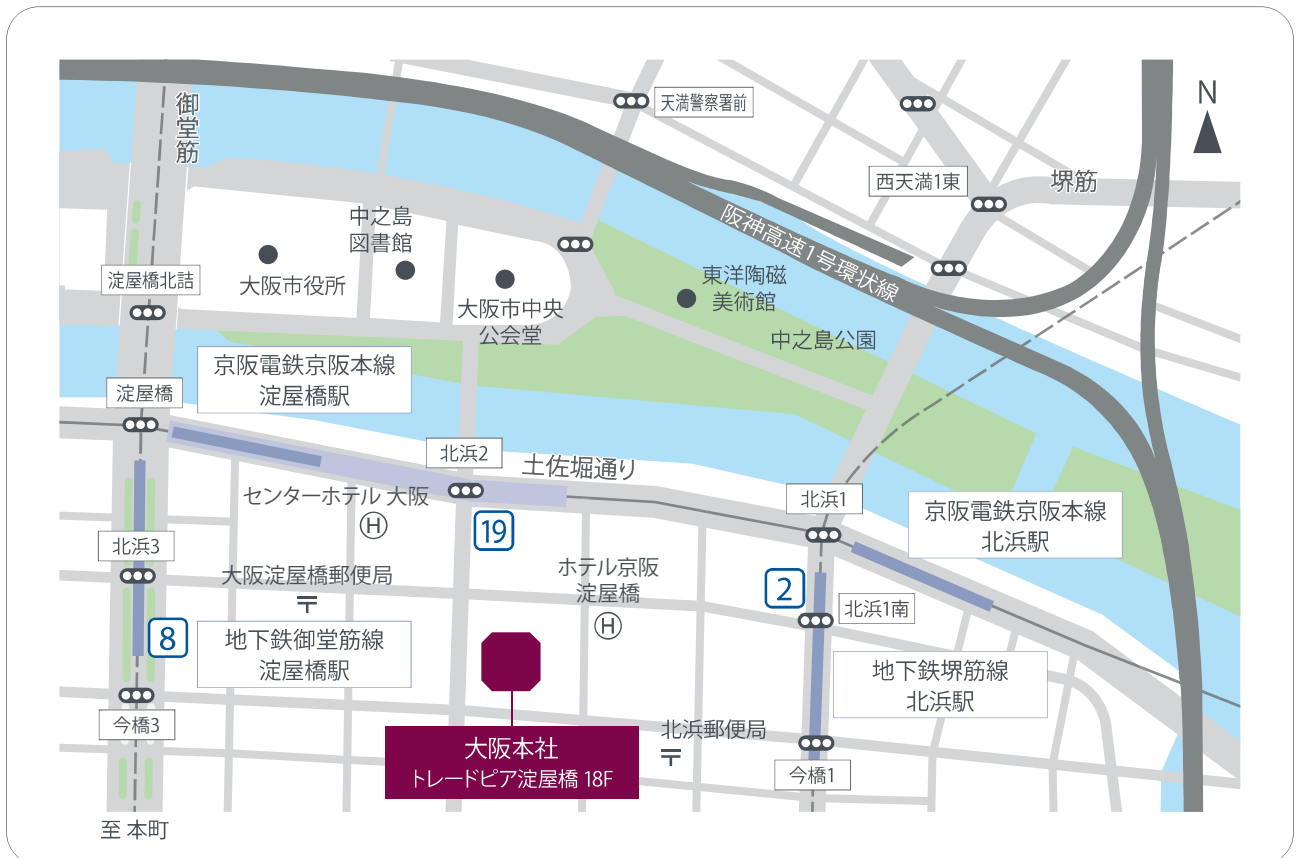 御堂筋
天満警察署前
N
西天満1東
堺筋
阪神高速1号環状線
中之島
図書館
淀屋橋北詰
大阪市役所
大阪市中央
公会堂
東洋陶磁
美術館
中之島公園
京阪電鉄京阪本線
淀屋橋駅
淀屋橋
北浜2
土佐堀通り
センターホテル 大阪
H
19
北浜1
京阪電鉄京阪本線
北浜駅
北浜3
大阪淀屋橋郵便局
〒
ホテル京阪
淀屋橋
H
2
北浜1南
8
地下鉄御堂筋線
淀屋橋駅
地下鉄堺筋線
北浜駅
今橋3
北浜郵便局
〒
大阪本社
トレードピア淀屋橋 18F
今橋1
至 本町